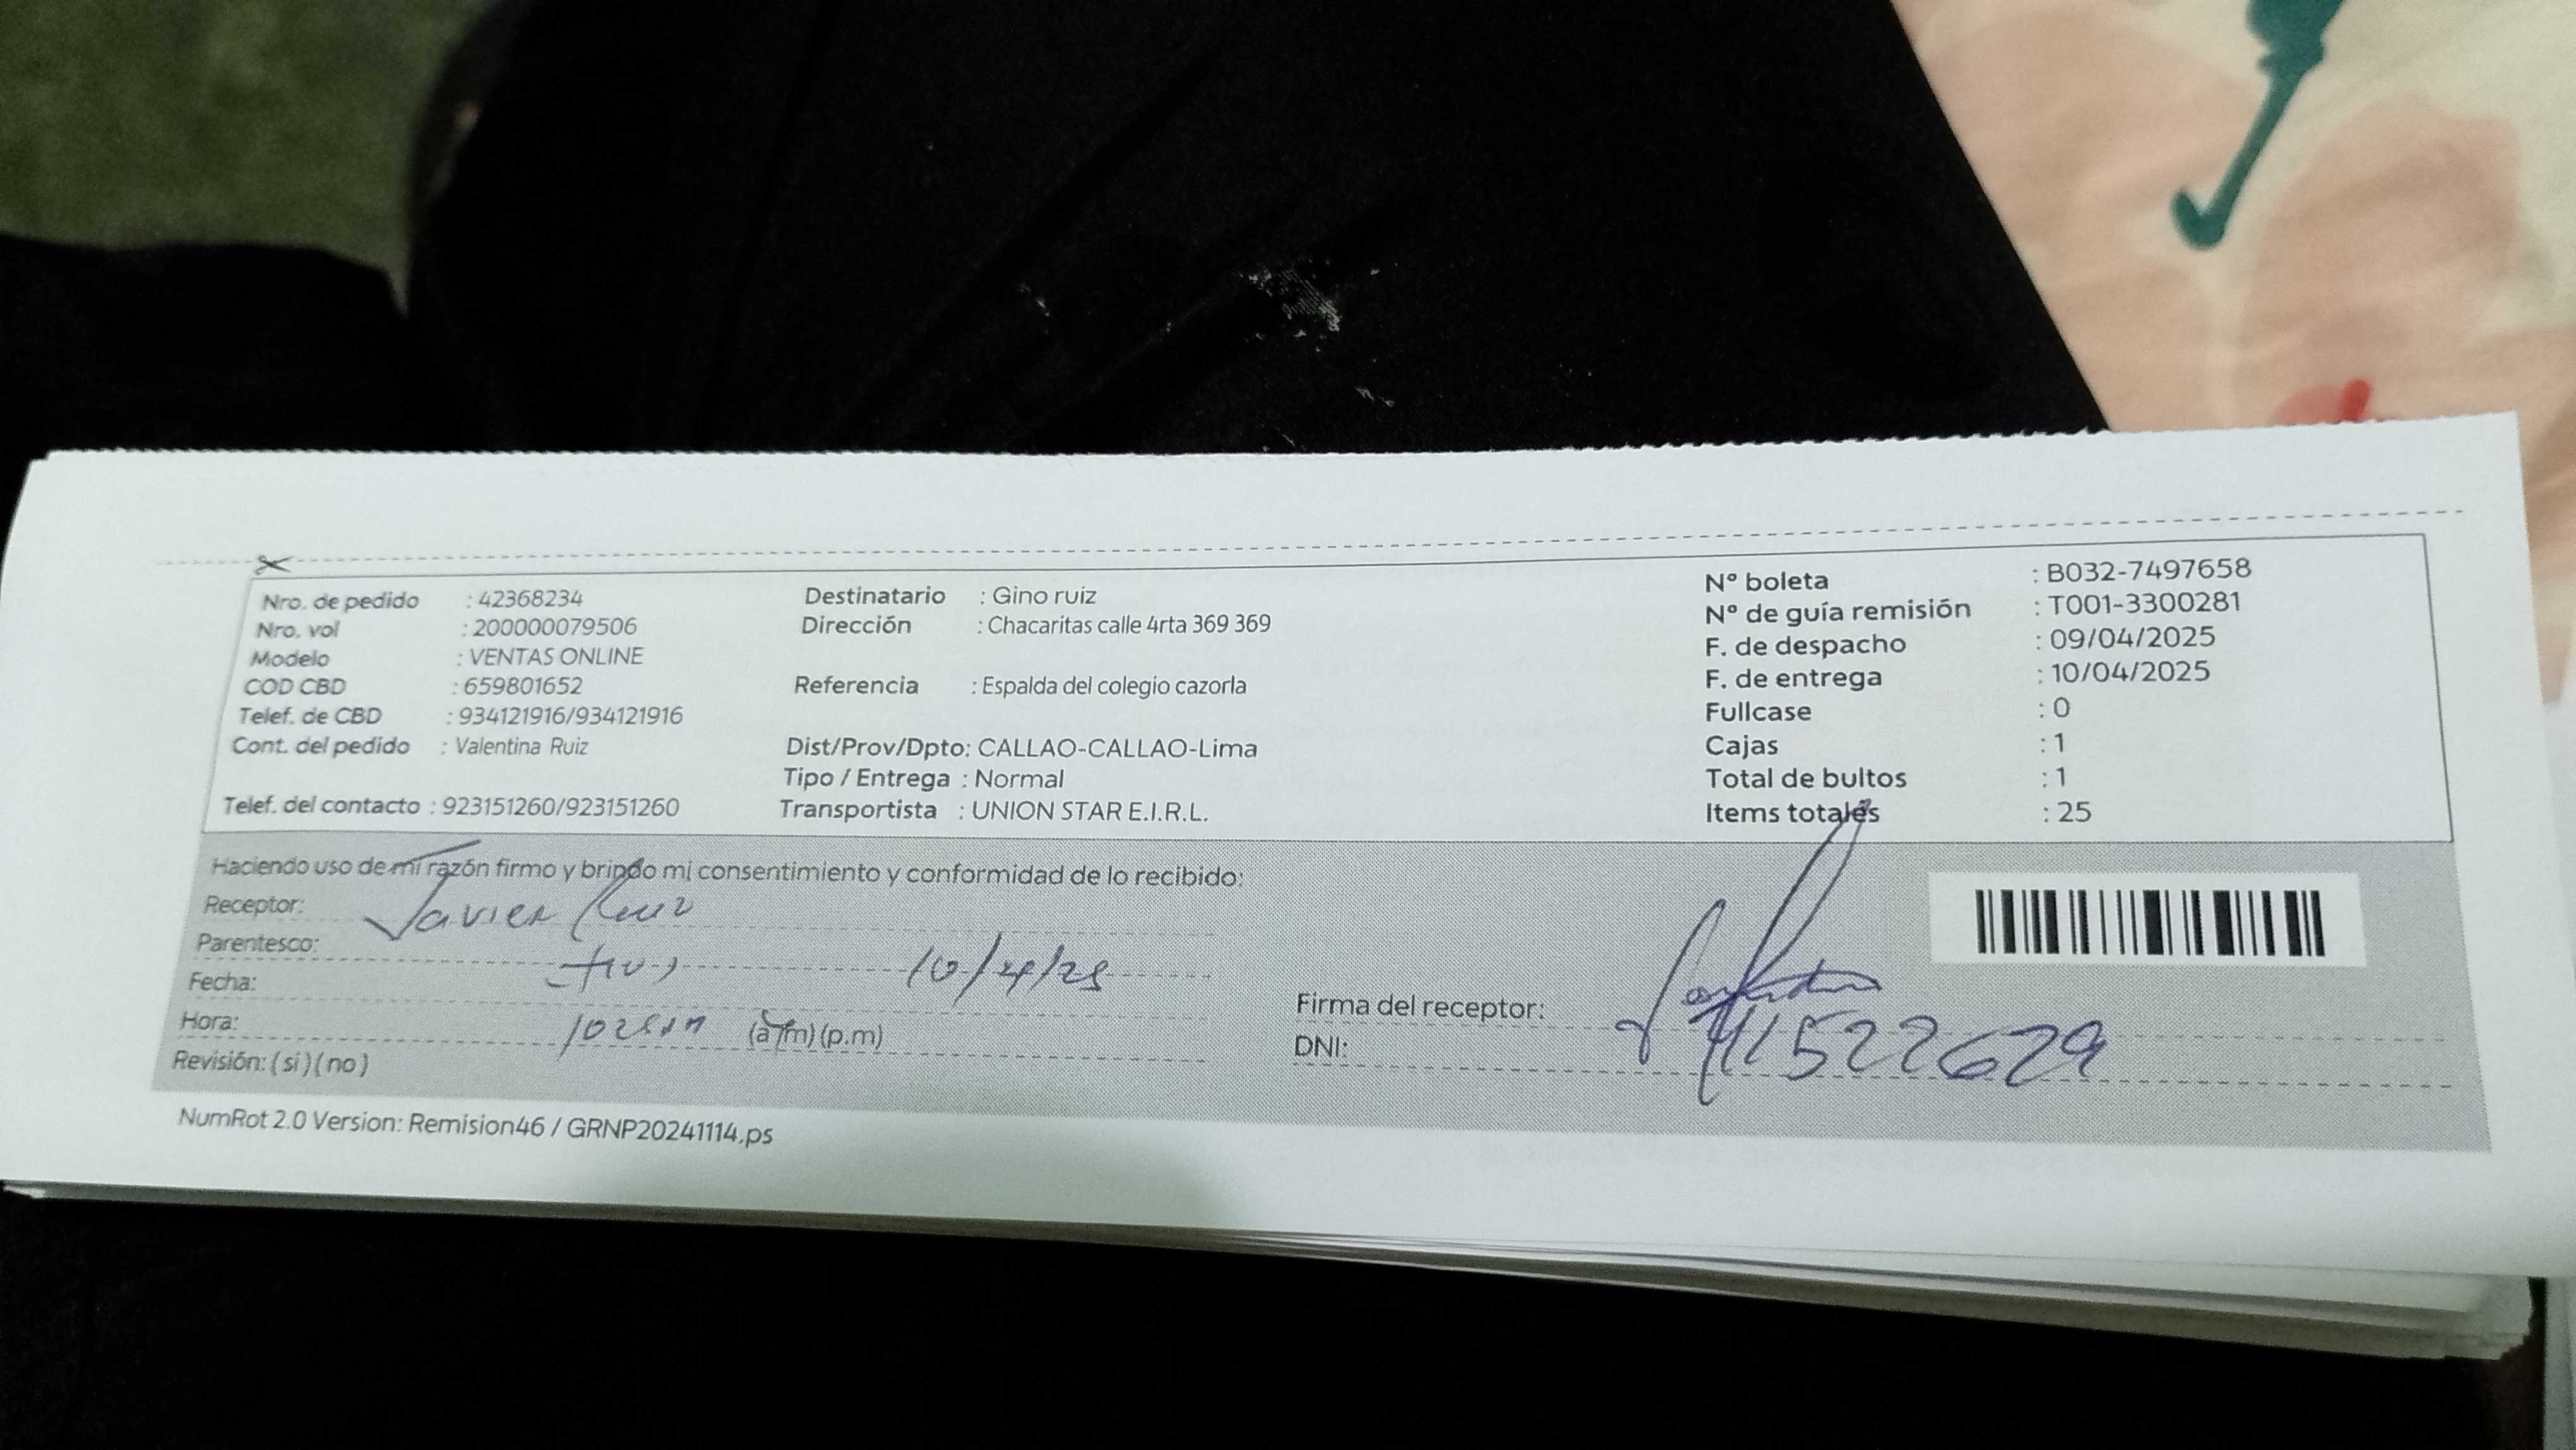 Nro. de pedido : 42368234
Nro. vol : 200000079506
Modelo : VENTAS ONLINE
COD CBD : 659801652
Telef. de CBD : 934121916/934121916
Cont. del pedido : Valentina Ruiz
Telef. del contacto : 923151260/923151260
Destinatario : Gino ruiz
Dirección : Chacaritas calle 4rta 369 369
Referencia : Espalda del colegio cazorla
Dist/Prov/Dpto: CALLAO-CALLAO-Lima
Tipo / Entrega : Normal
Transportista : UNION STAR E.I.R.L.
N° boleta : B032-7497658
N° de guía remisión : T001-3300281
F. de despacho : 09/04/2025
F. de entrega : 10/04/2025
Fullcase : 0
Cajas : 1
Total de bultos : 1
Items totales : 25
Haciendo uso de mi razón firmo y brindo mi consentimiento y conformidad de lo recibido:
Receptor: Javier Ruiz
Parentesco:
Fecha: 10/4/25
Hora: (a.m) (p.m)
Revisión: (si) (no)
Firma del receptor:
DNI:
NumRot 2.0 Version: Remision46 / GRNP20241114.ps